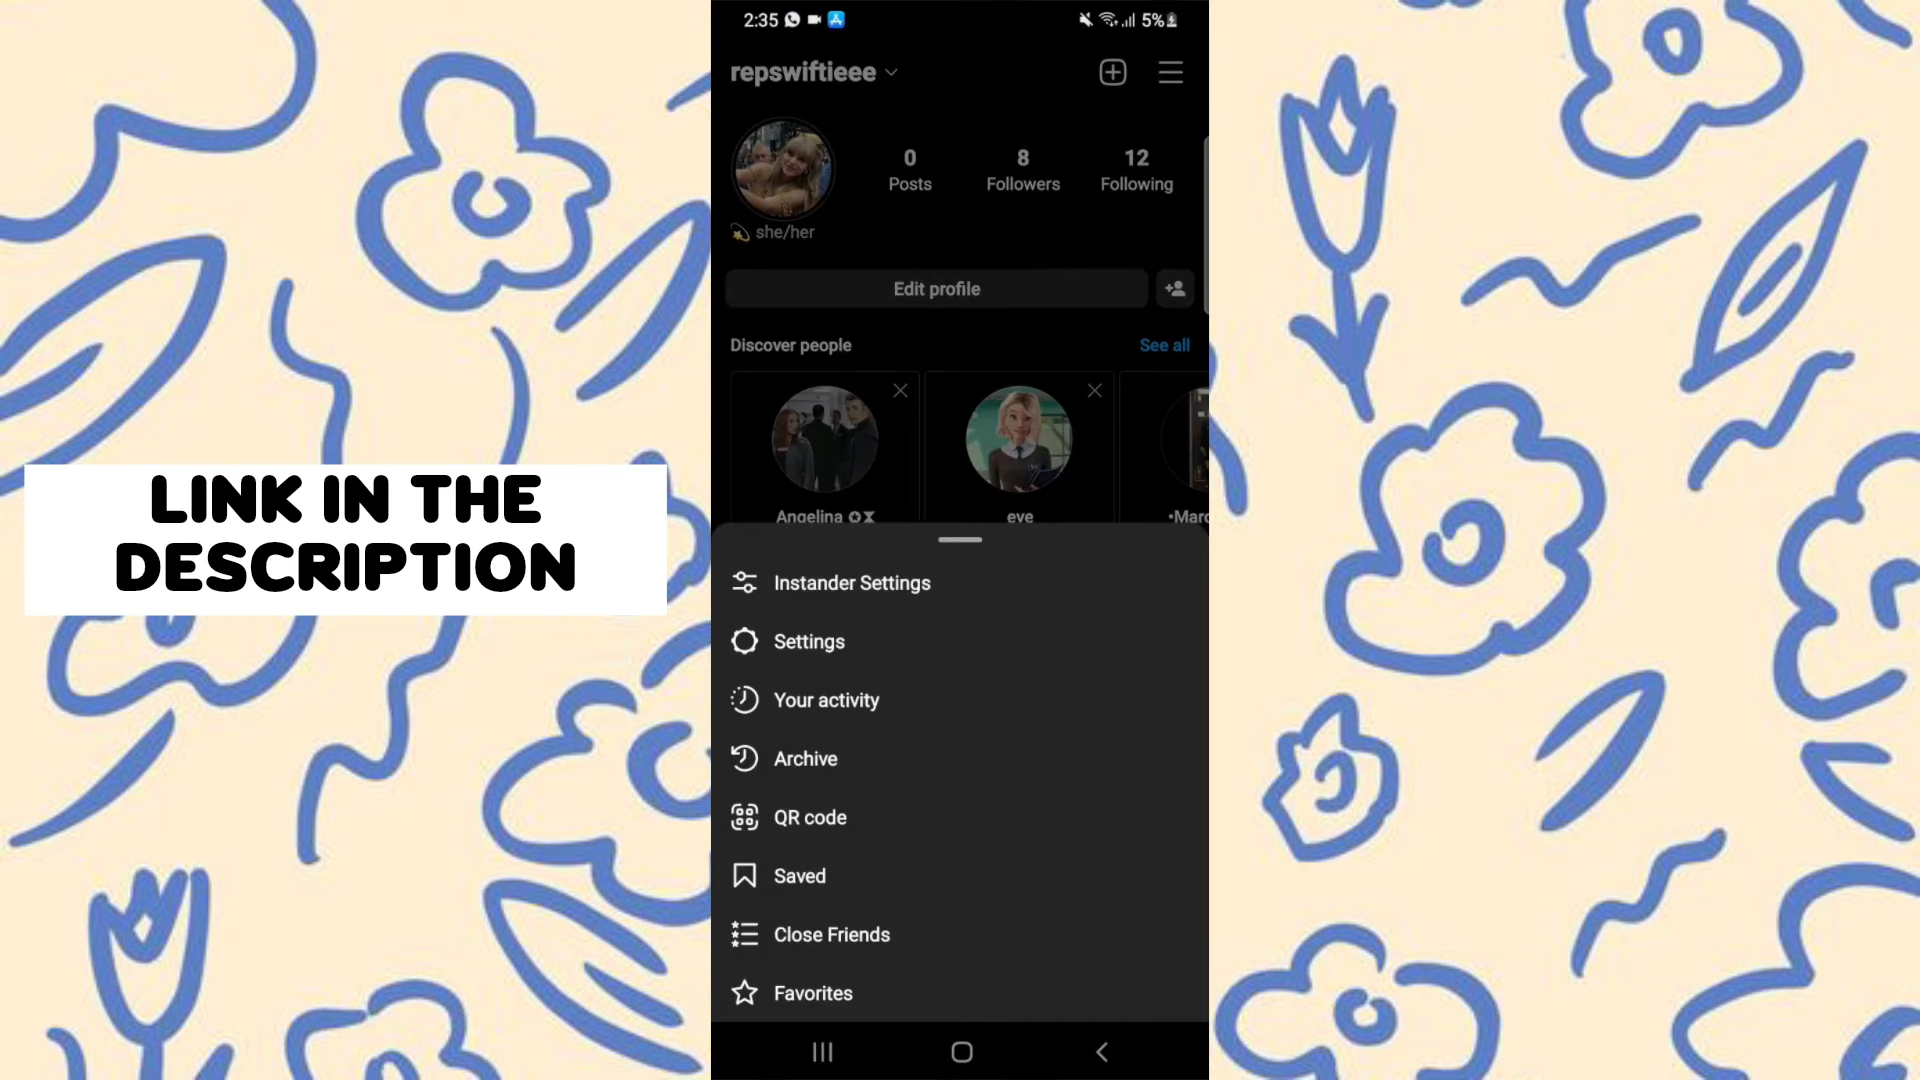 2:35
5%
repswiftieee
0
Posts
8
Followers
12
Following
she/her
Edit profile
Discover people
See all
Angelina
eve
LINK IN THE
DESCRIPTION
Instander Settings
Settings
Your activity
Archive
QR code
Saved
Close Friends
Favorites